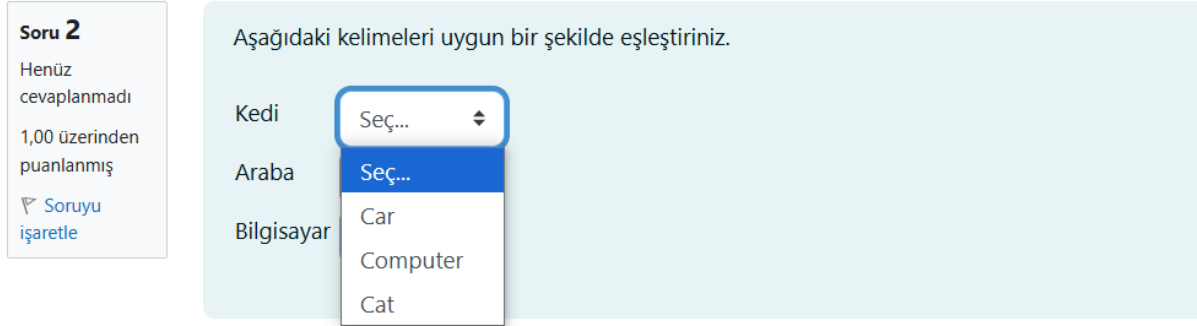 Soru 2
Henüz
cevaplanmadı
1,00 üzerinden
puanlanmış
Soruyu
işaretle
Aşağıdaki kelimeleri uygun bir şekilde eşleştiriniz.
Kedi
Seç...
Araba
Seç...
Car
Bilgisayar
Computer
Cat